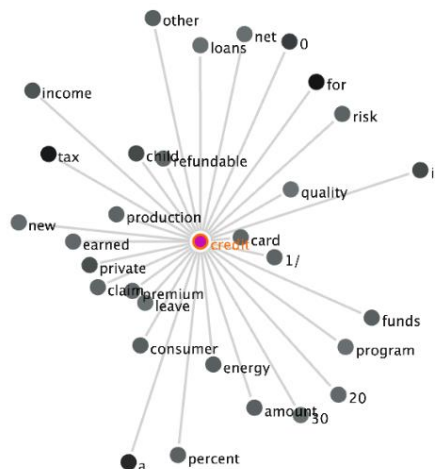 other
net
0
loans
for
income
risk
tax
child
refundable
i
quality
production
new
earned
card
credit
1/
private
claim
premium
leave
funds
consumer
program
energy
20
amount
30
percent
a